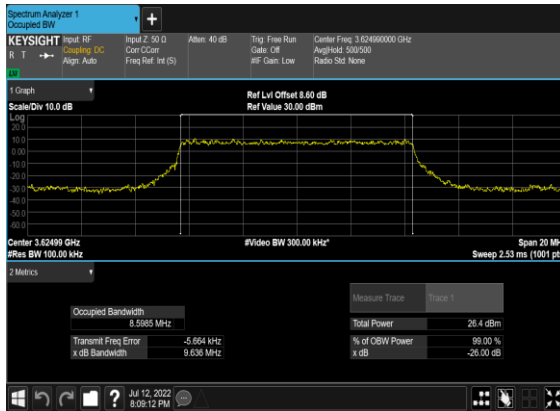 Spectrum Analyzer 1
Occupied BW
+
KEYSIGHT
R T
Input: RF
Coupling: DC
Align: Auto
Input Z: 50 Ω
Corr CCorr
Freq Ref: Int (S)
Atten: 40 dB
Trig: Free Run
Gate: Off
#IF Gain: Low
Center Freq: 3.624990000 GHz
Avg|Hold: 500/500
Radio Std: None
1 Graph
Scale/Div 10.0 dB
Ref Lvl Offset 8.60 dB
Ref Value 30.00 dBm
Log
20.0
10.0
0.00
-10.0
-20.0
-30.0
-40.0
-50.0
-60.0
Center 3.62499 GHz
#Res BW 100.00 kHz
#Video BW 300.00 kHz*
Span 20 MH
Sweep 2.53 ms (1001 pt
2 Metrics
Measure Trace Trace 1
Occupied Bandwidth
8.5985 MHz
Total Power 26.4 dBm
Transmit Freq Error -5.664 kHz
% of OBW Power 99.00 %
x dB Bandwidth 9.636 MHz
x dB -26.00 dB
?
Jul 12, 2022
8:09:12 PM